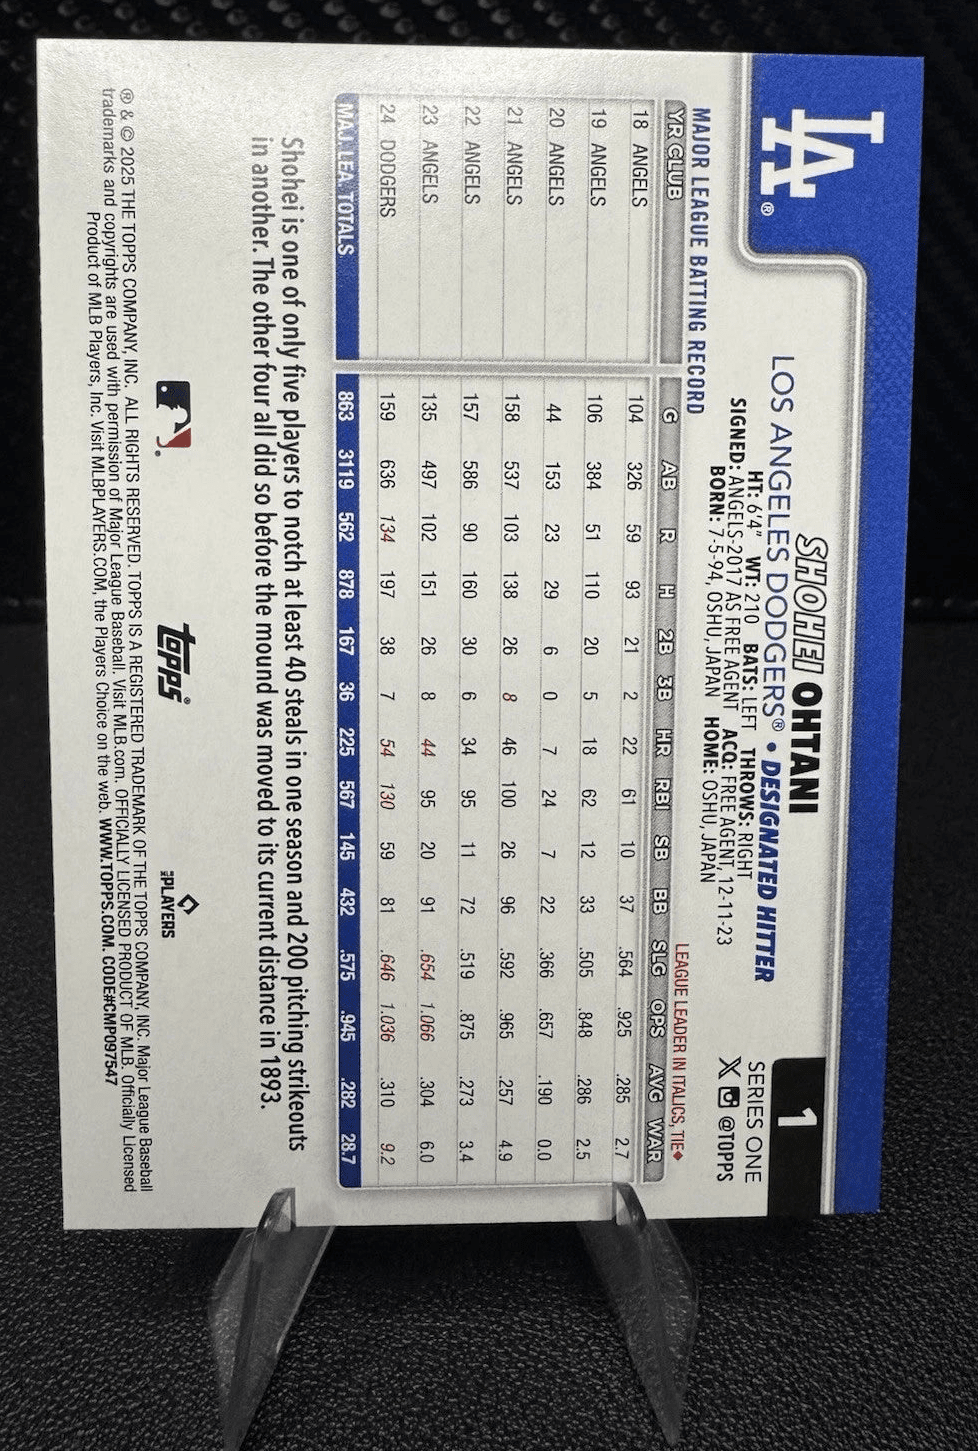 LA®
1
SHOHEI OHTANI
LOS ANGELES DODGERS® • DESIGNATED HITTER
SERIES ONE
HT: 6'4" WT: 210 BATS: LEFT THROWS: RIGHT
@TOPPS
SIGNED: ANGELS-2017 AS FREE AGENT ACQ: FREE AGENT, 12-11-23
BORN: 7-5-94, OSHU, JAPAN HOME: OSHU, JAPAN
MAJOR LEAGUE BATTING RECORD
LEAGUE LEADER IN ITALICS, TIE♦
YR CLUB G AB R H 2B 3B HR RBI SB BB SLG OPS AVG WAR
18 ANGELS 104 326 59 93 21 2 22 61 10 37 .564 .925 .285 2.7
19 ANGELS 106 384 51 110 20 5 18 62 12 33 .505 .848 .286 2.5
20 ANGELS 44 153 23 29 6 0 7 24 7 22 .366 .657 .190 0.0
21 ANGELS 158 537 103 138 26 8 46 100 26 96 .592 .965 .257 4.9
22 ANGELS 157 586 90 160 30 6 34 95 11 72 .519 .875 .273 3.4
23 ANGELS 135 497 102 151 26 8 44 95 20 91 .654 1.066 .304 6.0
24 DODGERS 159 636 134 197 38 7 54 130 59 81 .646 1.036 .310 9.2
MAJ. LEA. TOTALS 863 3119 562 878 167 36 225 567 145 432 .575 .945 .282 28.7
Shohei is one of only five players to notch at least 40 steals in one season and 200 pitching strikeouts
in another. The other four all did so before the mound was moved to its current distance in 1893.
topps®
PLAYERS
® & © 2025 THE TOPPS COMPANY, INC. ALL RIGHTS RESERVED. TOPPS IS A REGISTERED TRADEMARK OF THE TOPPS COMPANY, INC. Major League Baseball
trademarks and copyrights are used with permission of Major League Baseball. Visit MLB.com. OFFICIALLY LICENSED PRODUCT OF MLB. Officially Licensed
Product of MLB Players, Inc. Visit MLBPLAYERS.COM, the Players Choice on the web. WWW.TOPPS.COM. CODE#CMP097547